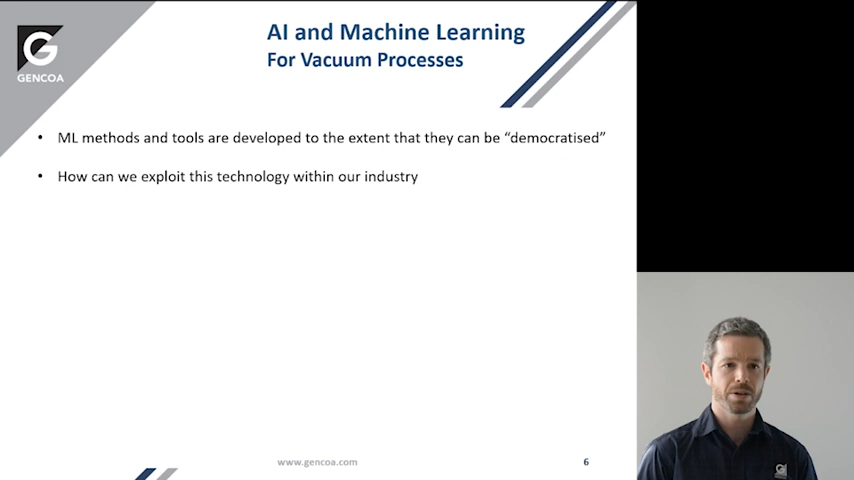 G
GENCOA
AI and Machine Learning
For Vacuum Processes
• ML methods and tools are developed to the extent that they can be “democratised”
• How can we exploit this technology within our industry
www.gencoa.com
6
G